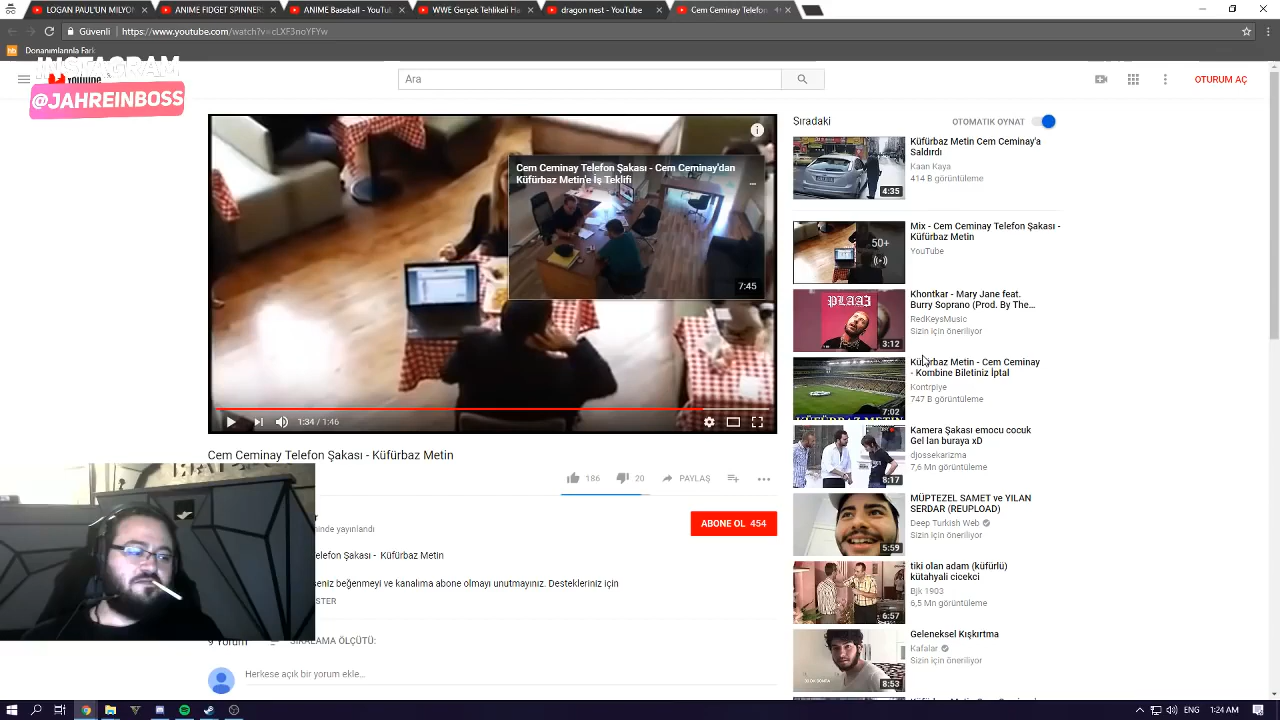 LOGAN PAUL'UN MILYON
ANIME FIDGET SPINNERS
ANIME Baseball - YouTu
WWE Gerçek Tehlikeli Ha
dragon nest - YouTube
Cem Ceminay Telefon
Güvenli
https://www.youtube.com/watch?v=cLXF3noYFYw
Donanımlarla Fark
INSTAGRAM
@JAHREINBOSS
Ara
OTURUM AÇ
Cem Ceminay Telefon Şakası - Cem Ceminay'dan
Küfürbaz Metin'e İş Teklifi
7:45
1:34 / 1:46
Cem Ceminay Telefon Şakası - Küfürbaz Metin
186
20
PAYLAŞ
inde yayınlandı
ABONE OL 454
elefon Şakası - Küfürbaz Metin
seniz beğenmeyi ve kanalıma abone olmayı unutmayınız. Destekleriniz için
STER
9 Yorum
SIRALAMA ÖLÇÜTÜ:
Herkese açık bir yorum ekle...
Sıradaki
OTOMATIK OYNAT
Küfürbaz Metin Cem Ceminay'a
Saldırdı
Kaan Kaya
414 B görüntüleme
4:35
Mix - Cem Ceminay Telefon Şakası -
Küfürbaz Metin
YouTube
50+
Khontkar - Mary Jane feat.
Burry Soprano (Prod. By The...
RedKeysMusic
Sizin için öneriliyor
PLAAI
3:12
Küfürbaz Metin - Cem Ceminay
- Kombine Biletiniz İptal
Kontrpiye
747 B görüntüleme
7:02
KÜFÜRBAZ METİN
Kamera Şakası emocu cocuk
Gel lan buraya xD
djossekarizma
7,6 Mn görüntüleme
8:17
MÜPTEZEL SAMET ve YILAN
SERDAR (REUPLOAD)
Deep Turkish Web
Sizin için öneriliyor
5:59
tiki olan adam (küfürlü)
kütahyali cicekci
Bjk 1903
6,5 Mn görüntüleme
6:57
Geleneksel Kışkırtma
Kafalar
Sizin için öneriliyor
8:53
ENG
1:24 AM